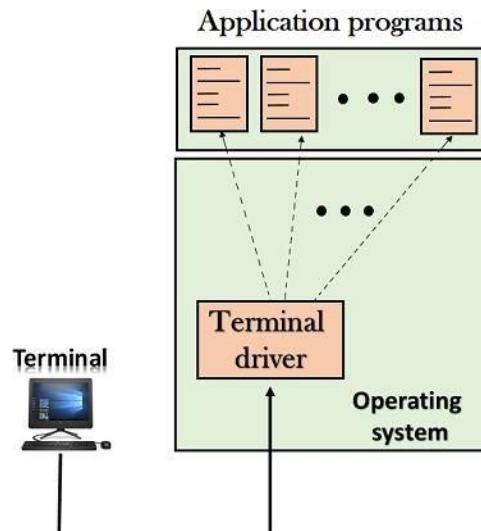 Application programs
Terminal
driver
Terminal
Operating
system